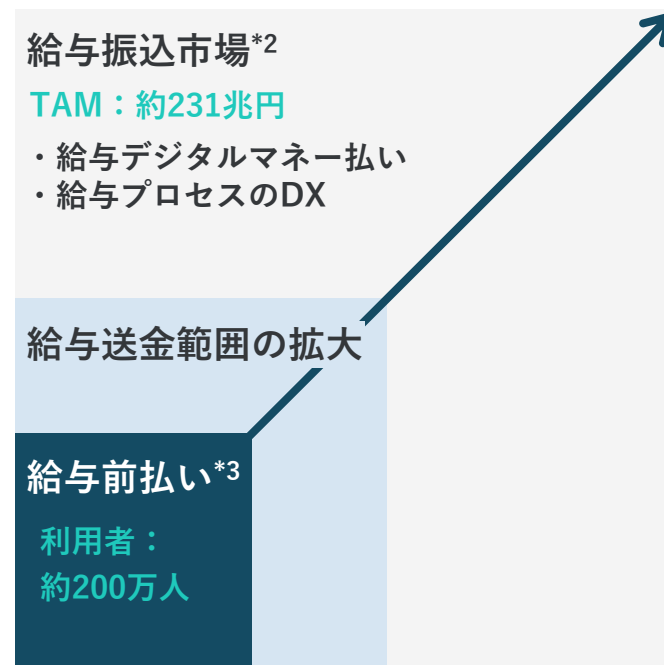 給与振込市場*2
TAM：約231兆円
・給与デジタルマネー払い
・給与プロセスのDX
給与送金範囲の拡大
給与前払い*3
利用者：
約200万人